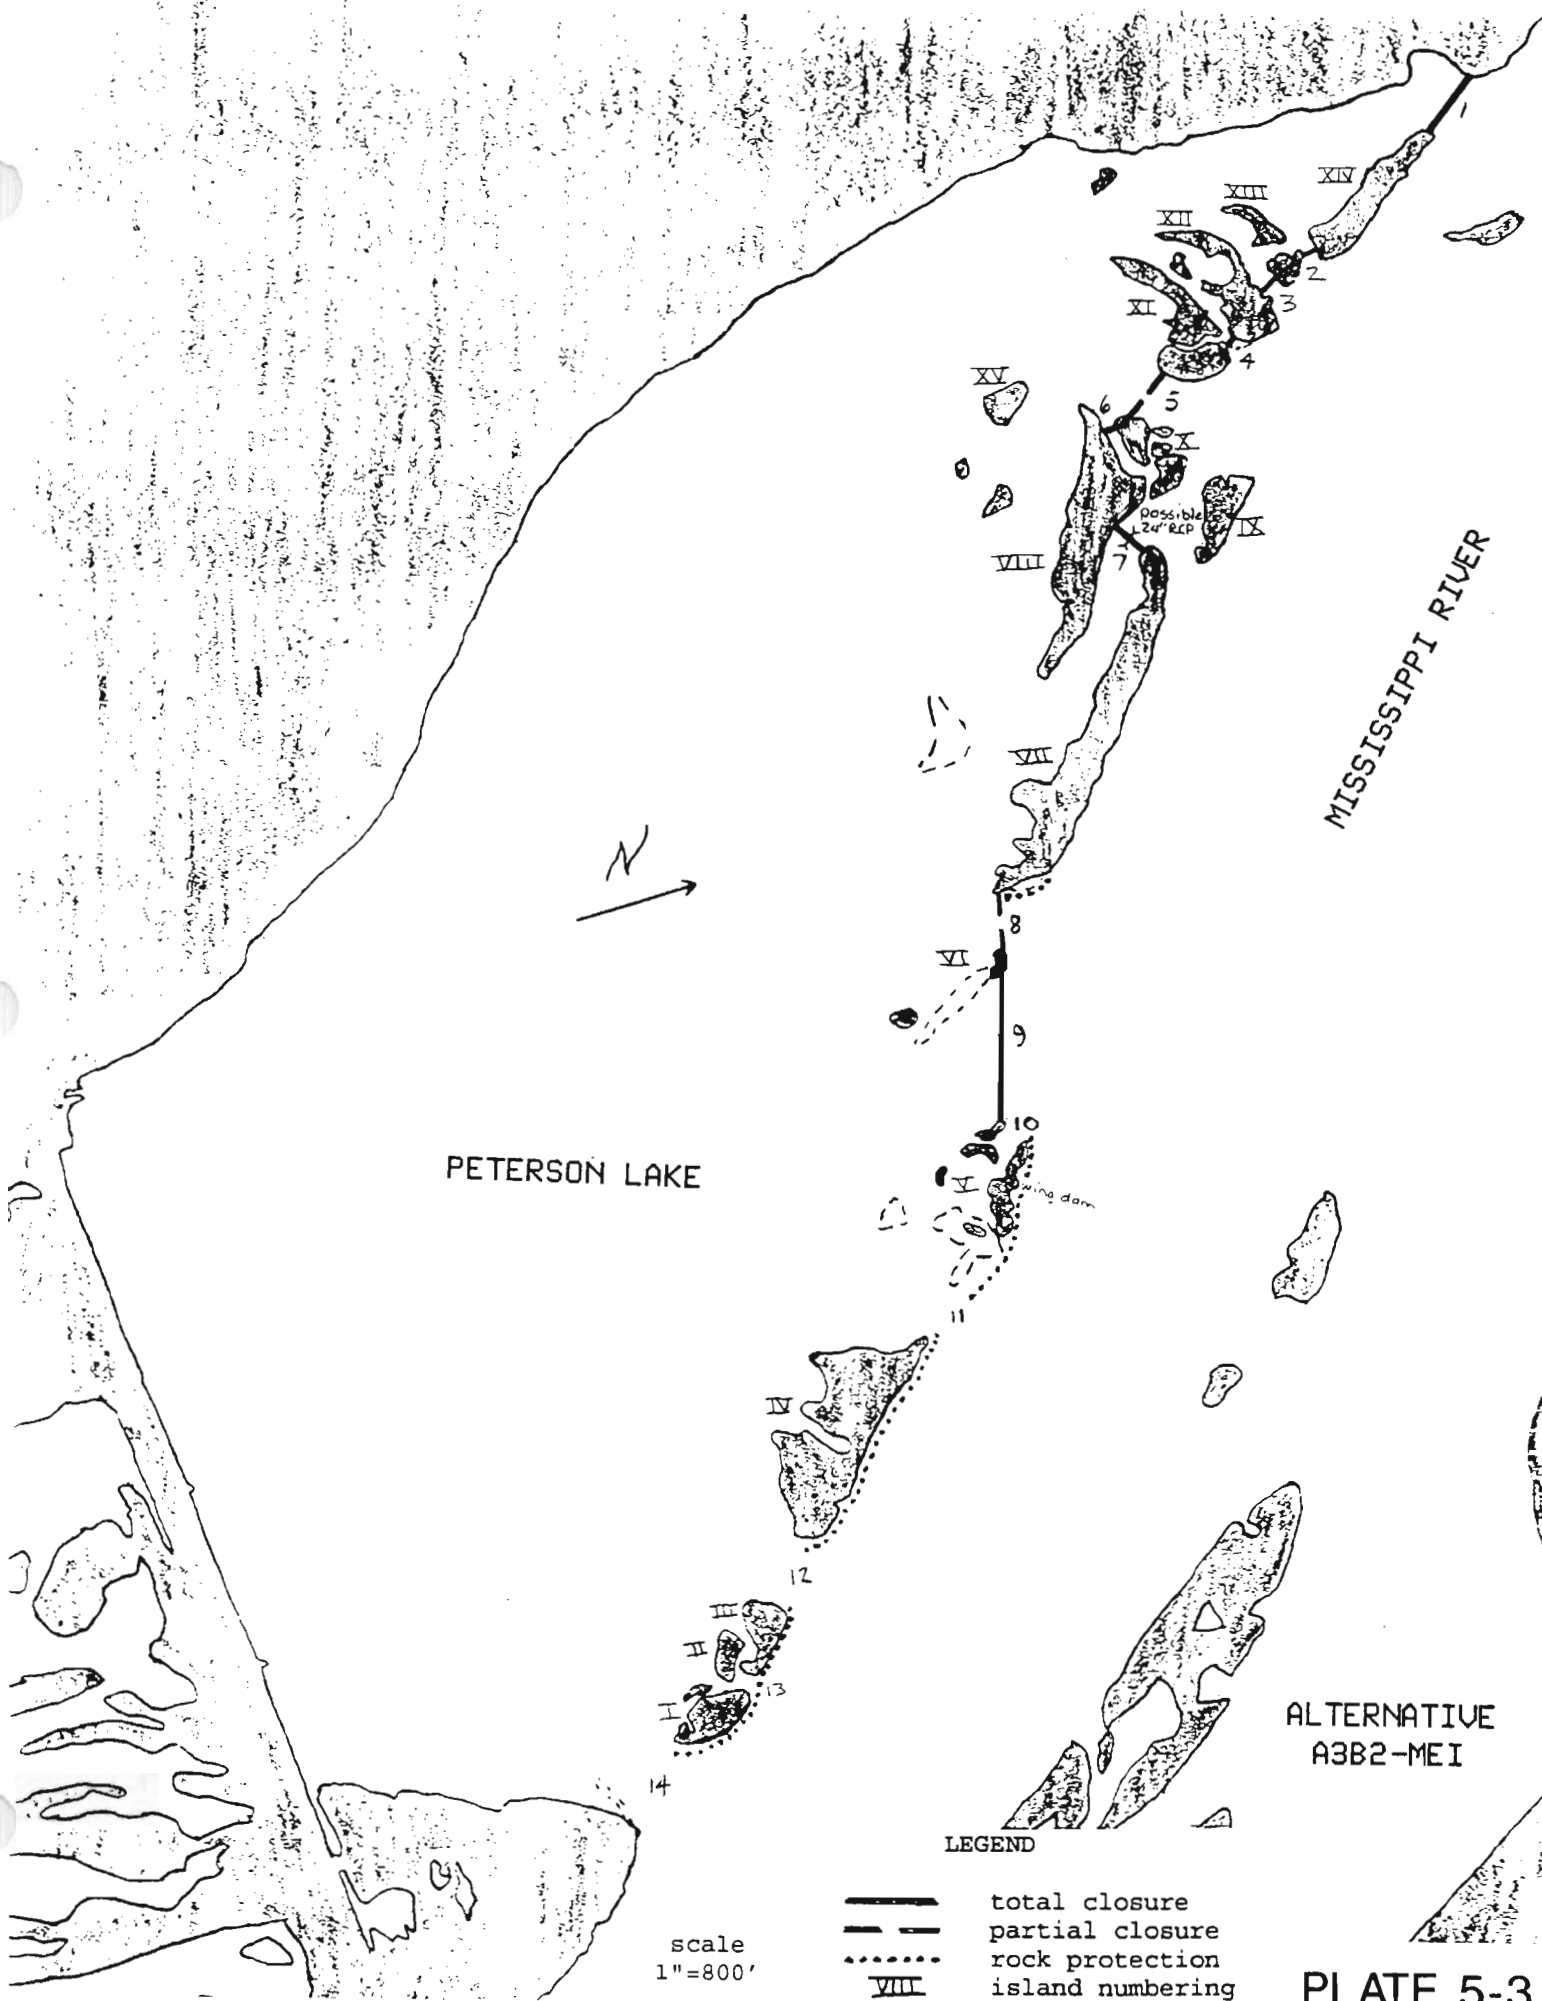 1
XIV
XIII
XII
2
XI
3
4
XV
5
6
X
possible
24" RCP
IX
VIII
7
MISSISSIPPI RIVER
VII
N
8
VI
9
10
PETERSON LAKE
V
wing dam
11
IV
12
III
II
13
I
14
ALTERNATIVE
A3B2-MEI
LEGEND
total closure
partial closure
rock protection
VIII island numbering
scale
1"=800'
PLATE 5-3